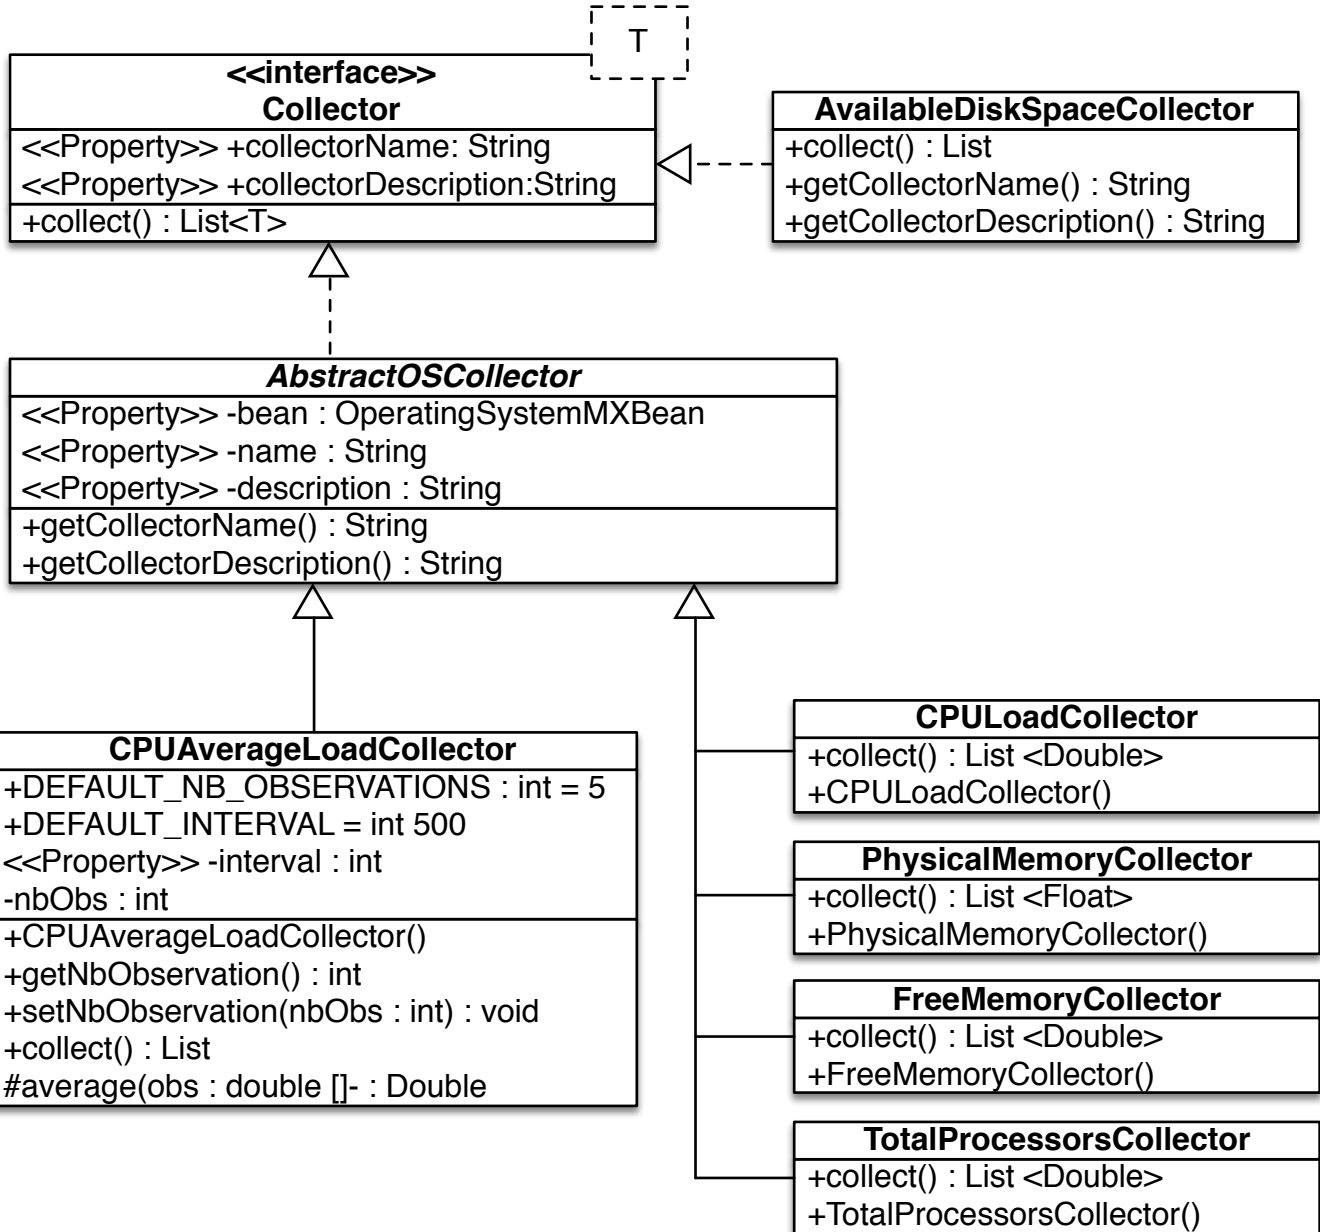 T
<<interface>>
Collector
<<Property>> +collectorName: String
<<Property>> +collectorDescription:String
+collect() : List<T>
AvailableDiskSpaceCollector
+collect() : List
+getCollectorName() : String
+getCollectorDescription() : String
AbstractOSCollector
<<Property>> -bean : OperatingSystemMXBean
<<Property>> -name : String
<<Property>> -description : String
+getCollectorName() : String
+getCollectorDescription() : String
CPUAverageLoadCollector
+DEFAULT_NB_OBSERVATIONS : int = 5
+DEFAULT_INTERVAL = int 500
<<Property>> -interval : int
-nbObs : int
+CPUAverageLoadCollector()
+getNbObservation() : int
+setNbObservation(nbObs : int) : void
+collect() : List
#average(obs : double []- : Double
CPULoadCollector
+collect() : List <Double>
+CPULoadCollector()
PhysicalMemoryCollector
+collect() : List <Float>
+PhysicalMemoryCollector()
FreeMemoryCollector
+collect() : List <Double>
+FreeMemoryCollector()
TotalProcessorsCollector
+collect() : List <Double>
+TotalProcessorsCollector()